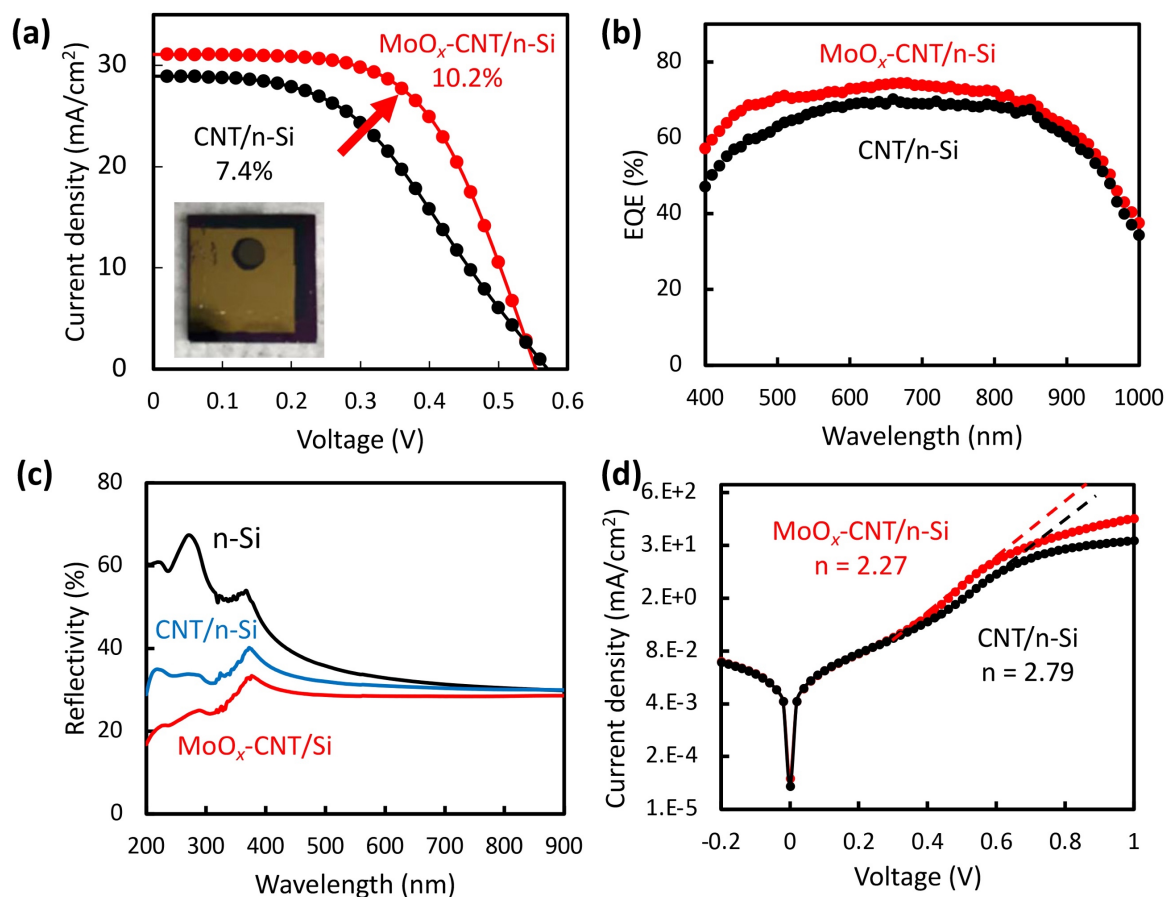 (a)
Current density (mA/cm2)
30
20
10
0
MoOx-CNT/n-Si
10.2%
CNT/n-Si
7.4%
0 0.1 0.2 0.3 0.4 0.5 0.6
Voltage (V)
(b)
EQE (%)
80
60
40
20
0
MoOx-CNT/n-Si
CNT/n-Si
400 500 600 700 800 900 1000
Wavelength (nm)
(c)
Reflectivity (%)
80
60
40
20
0
n-Si
CNT/n-Si
MoOx-CNT/Si
200 300 400 500 600 700 800 900
Wavelength (nm)
(d)
Current density (mA/cm2)
6.E+2
3.E+1
2.E+0
8.E-2
4.E-3
2.E-4
1.E-5
MoOx-CNT/n-Si
n = 2.27
CNT/n-Si
n = 2.79
-0.2 0 0.2 0.4 0.6 0.8 1
Voltage (V)